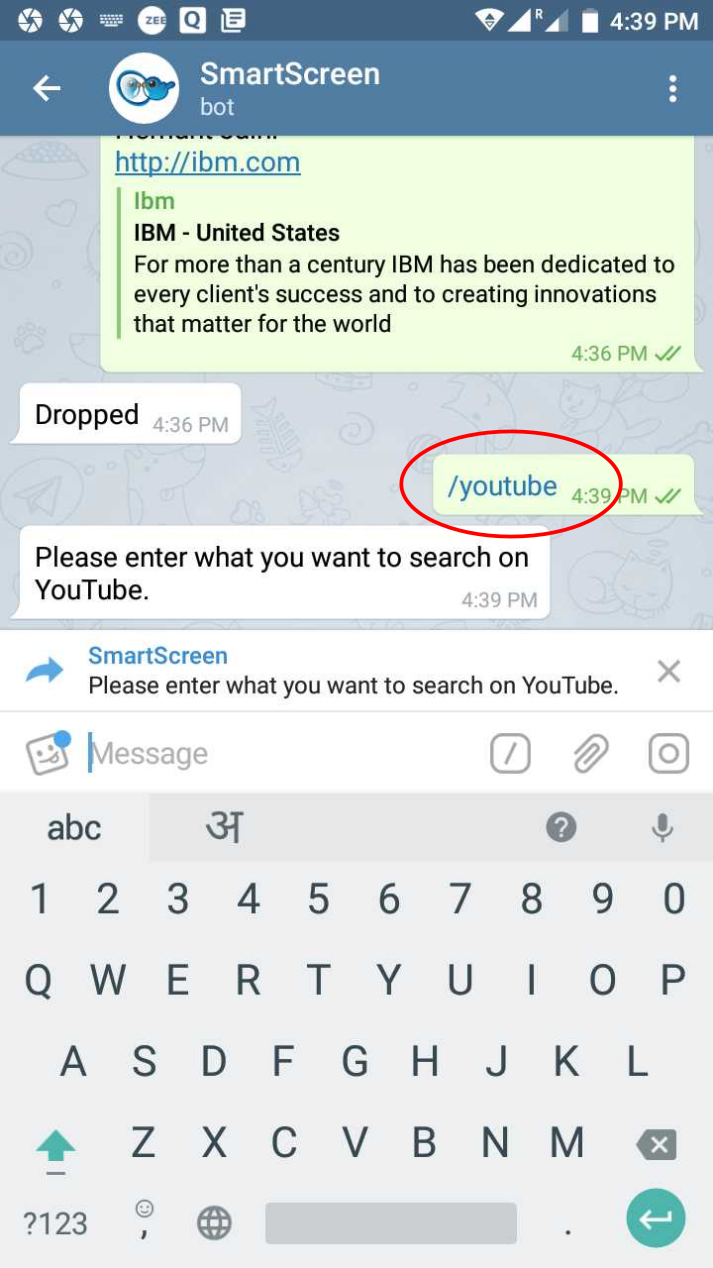 ZEE Q R 4:39 PM
SmartScreen
bot
http://ibm.com
Ibm
IBM - United States
For more than a century IBM has been dedicated to
every client's success and to creating innovations
that matter for the world
4:36 PM
Dropped 4:36 PM
/youtube 4:39 PM
Please enter what you want to search on
YouTube.
4:39 PM
SmartScreen
Please enter what you want to search on YouTube.
Message /
abc अ ?
1 2 3 4 5 6 7 8 9 0
Q W E R T Y U I O P
A S D F G H J K L
Z X C V B N M
?123 , .